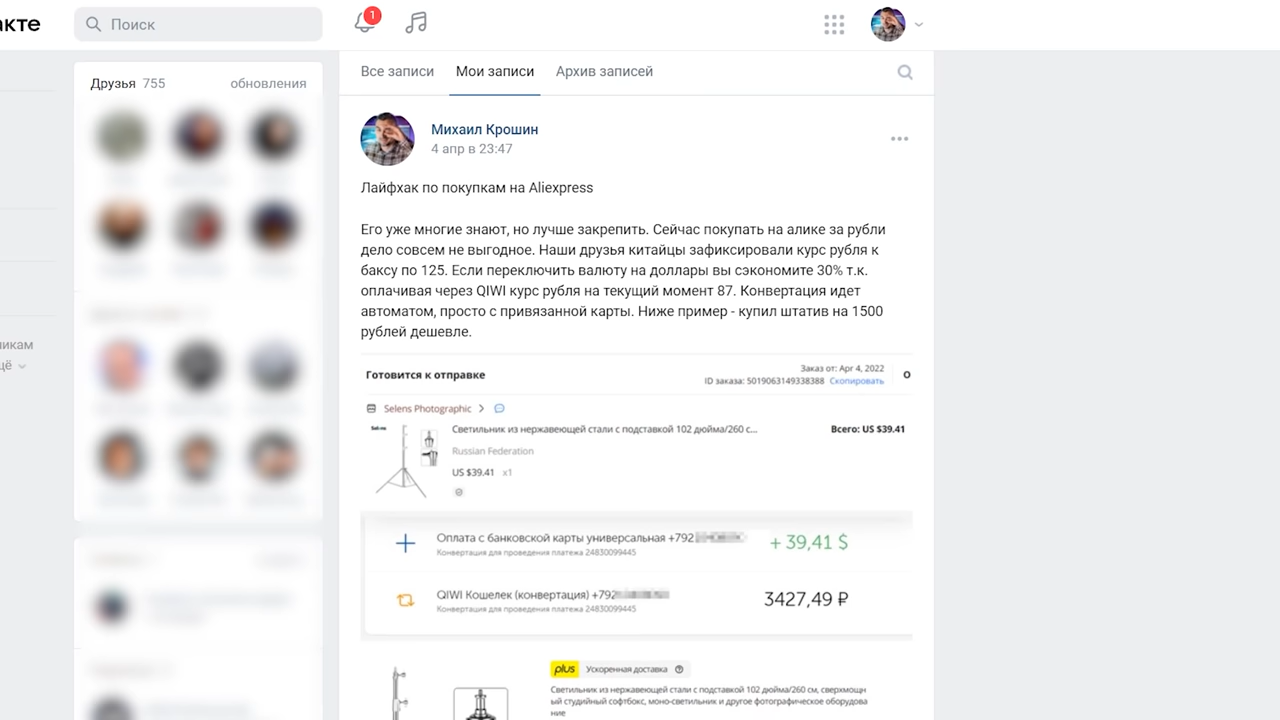 акте
Поиск
1
Друзья 755
обновления
никам
щё
Все записи
Мои записи
Архив записей
Михаил Крошин
4 апр в 23:47
Лайфхак по покупкам на Aliexpress
Его уже многие знают, но лучше закрепить. Сейчас покупать на алике за рубли
дело совсем не выгодное. Наши друзья китайцы зафиксировали курс рубля к
баксу по 125. Если переключить валюту на доллары вы сэкономите 30% т.к.
оплачивая через QIWI курс рубля на текущий момент 87. Конвертация идет
автоматом, просто с привязанной карты. Ниже пример - купил штатив на 1500
рублей дешевле.
Готовится к отправке
Заказ от: Apr 4, 2022
ID заказа: 5019063149338388 Скопировать
О
Selens Photographic
Selens
Светильник из нержавеющей стали с подставкой 102 дюйма/260 с...
Всего: US $39.41
Russian Federation
US $39.41 x1
Оплата с банковской карты универсальная +792
+ 39,41 $
Конвертация для проведения платежа 24830099445
QIWI Кошелек (конвертация) +792
3427,49 ₽
Конвертация для проведения платежа 24830099445
plus Ускоренная доставка
Светильник из нержавеющей стали с подставкой 102 дюйма/260 см, сверхмощн
ый студийный софтбокс, моно-светильник и другое фотографическое оборудова
ние